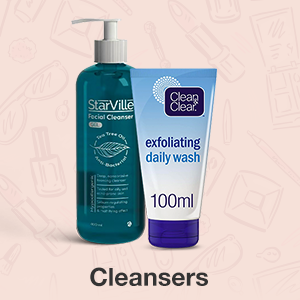 StarVille
Facial Cleanser
Tea Tree Oil
Anti-Bacterial
Clean &
Clear.
exfoliating
daily wash
100ml
Cleansers